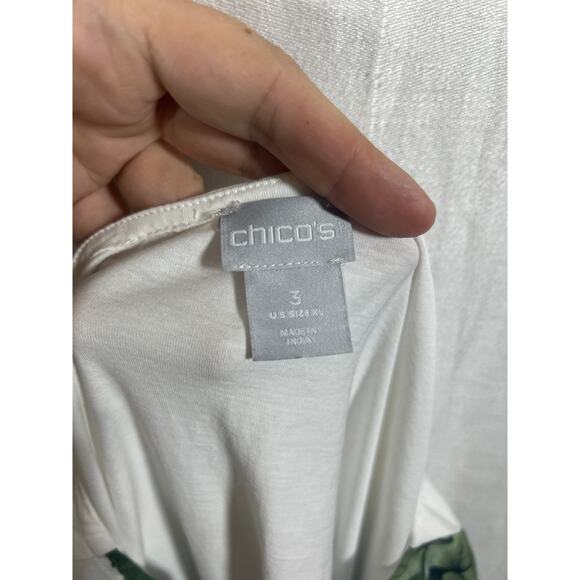 chico's
3
U.S. SIZE XL
MADE IN
INDIA